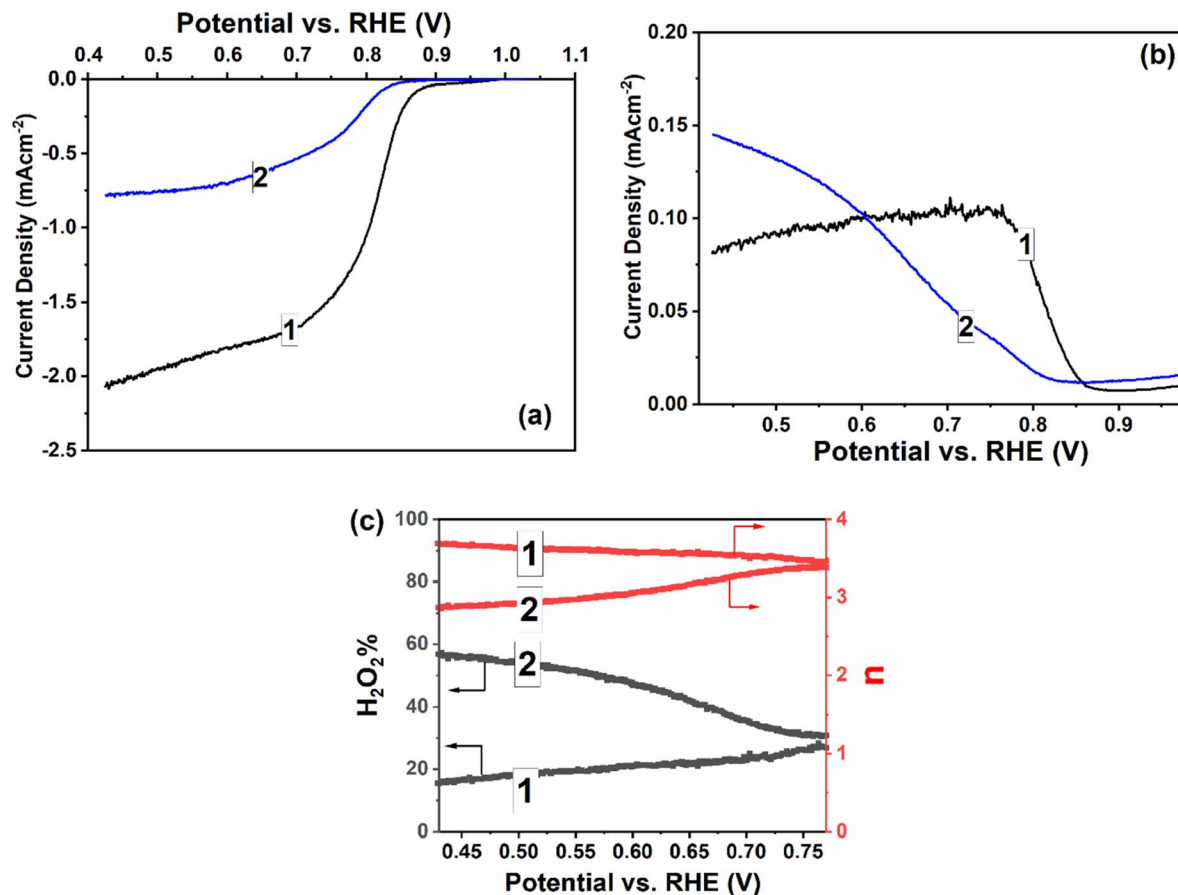 Potential vs. RHE (V)
0.4 0.5 0.6 0.7 0.8 0.9 1.0 1.1
0.0
-0.5
-1.0
-1.5
-2.0
-2.5
Current Density (mAcm⁻²)
2
1
(a)
(b)
0.20
0.15
0.10
0.05
0.00
Current Density (mAcm⁻²)
1
2
0.5 0.6 0.7 0.8 0.9
Potential vs. RHE (V)
(c)
100
80
60
40
20
0
H₂O₂%
1
2
2
1
4
3
2
1
0
n
0.45 0.50 0.55 0.60 0.65 0.70 0.75
Potential vs. RHE (V)